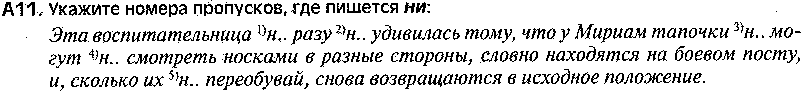 А11. Укажите номера пропусков, где пишется ни:
Эта воспитательница ¹⁾н.. разу ²⁾н.. удивилась тому, что у Мириам тапочки ³⁾н.. мо-
гут ⁴⁾н.. смотреть носками в разные стороны, словно находятся на боевом посту,
и, сколько их ⁵⁾н.. переобувай, снова возвращаются в исходное положение.